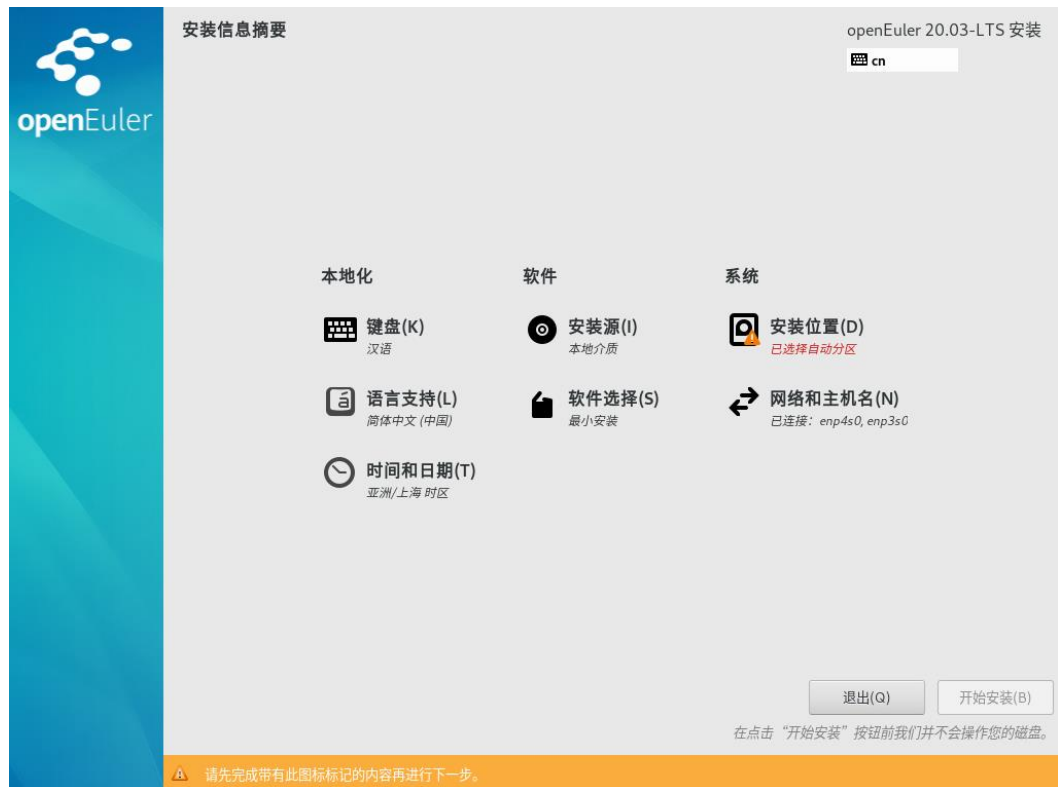 openEuler
安装信息摘要
openEuler 20.03-LTS 安装
cn
本地化
键盘(K)
汉语
语言支持(L)
简体中文 (中国)
时间和日期(T)
亚洲/上海 时区
软件
安装源(I)
本地介质
软件选择(S)
最小安装
系统
安装位置(D)
已选择自动分区
网络和主机名(N)
已连接：enp4s0, enp3s0
退出(Q)
开始安装(B)
在点击“开始安装”按钮前我们并不会操作您的磁盘。
请先完成带有此图标标记的内容再进行下一步。